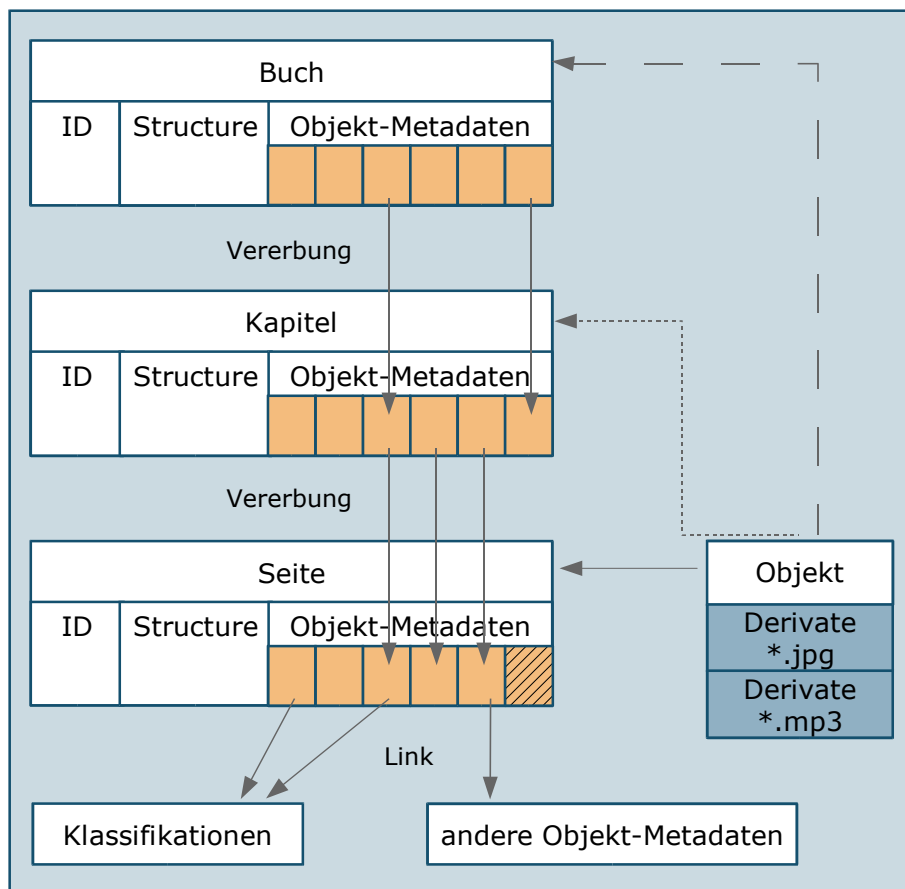 Buch
ID Structure Objekt-Metadaten
Vererbung
Kapitel
ID Structure Objekt-Metadaten
Vererbung
Seite
ID Structure Objekt-Metadaten
Objekt
Derivate
*.jpg
Derivate
*.mp3
Link
Klassifikationen
andere Objekt-Metadaten